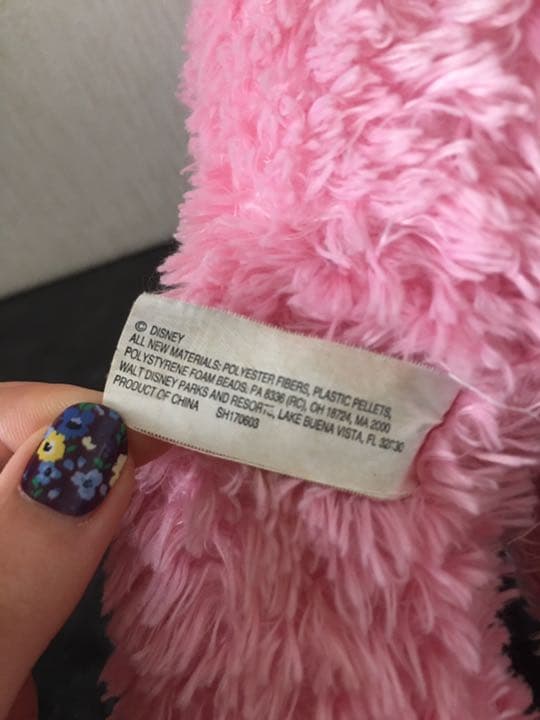 © DISNEY
ALL NEW MATERIALS: POLYESTER FIBERS, PLASTIC PELLETS,
POLYSTYRENE FOAM BEADS, PA 8336 (RC), OH 18724, MA 2000
WALT DISNEY PARKS AND RESORTS, LAKE BUENA VISTA, FL
PRODUCT OF CHINA SH170603